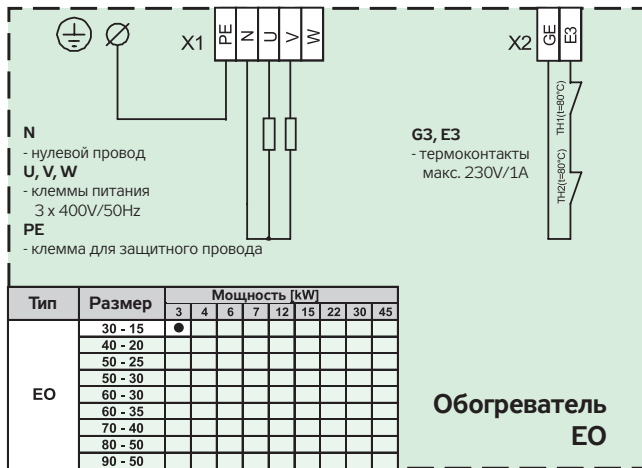 X1 PE N U V W
X2 GE E3
TH1(t=80°C)
TH2(t=80°C)
N
- нулевой провод
U, V, W
- клеммы питания
3 x 400V/50Hz
PE
- клемма для защитного провода
G3, E3
- термоконтакты
макс. 230V/1A
Тип Размер Мощность [kW]
3 4 6 7 12 15 22 30 45
EO
30 - 15 ●
40 - 20
50 - 25
50 - 30
60 - 30
60 - 35
70 - 40
80 - 50
90 - 50
Обогреватель
EO